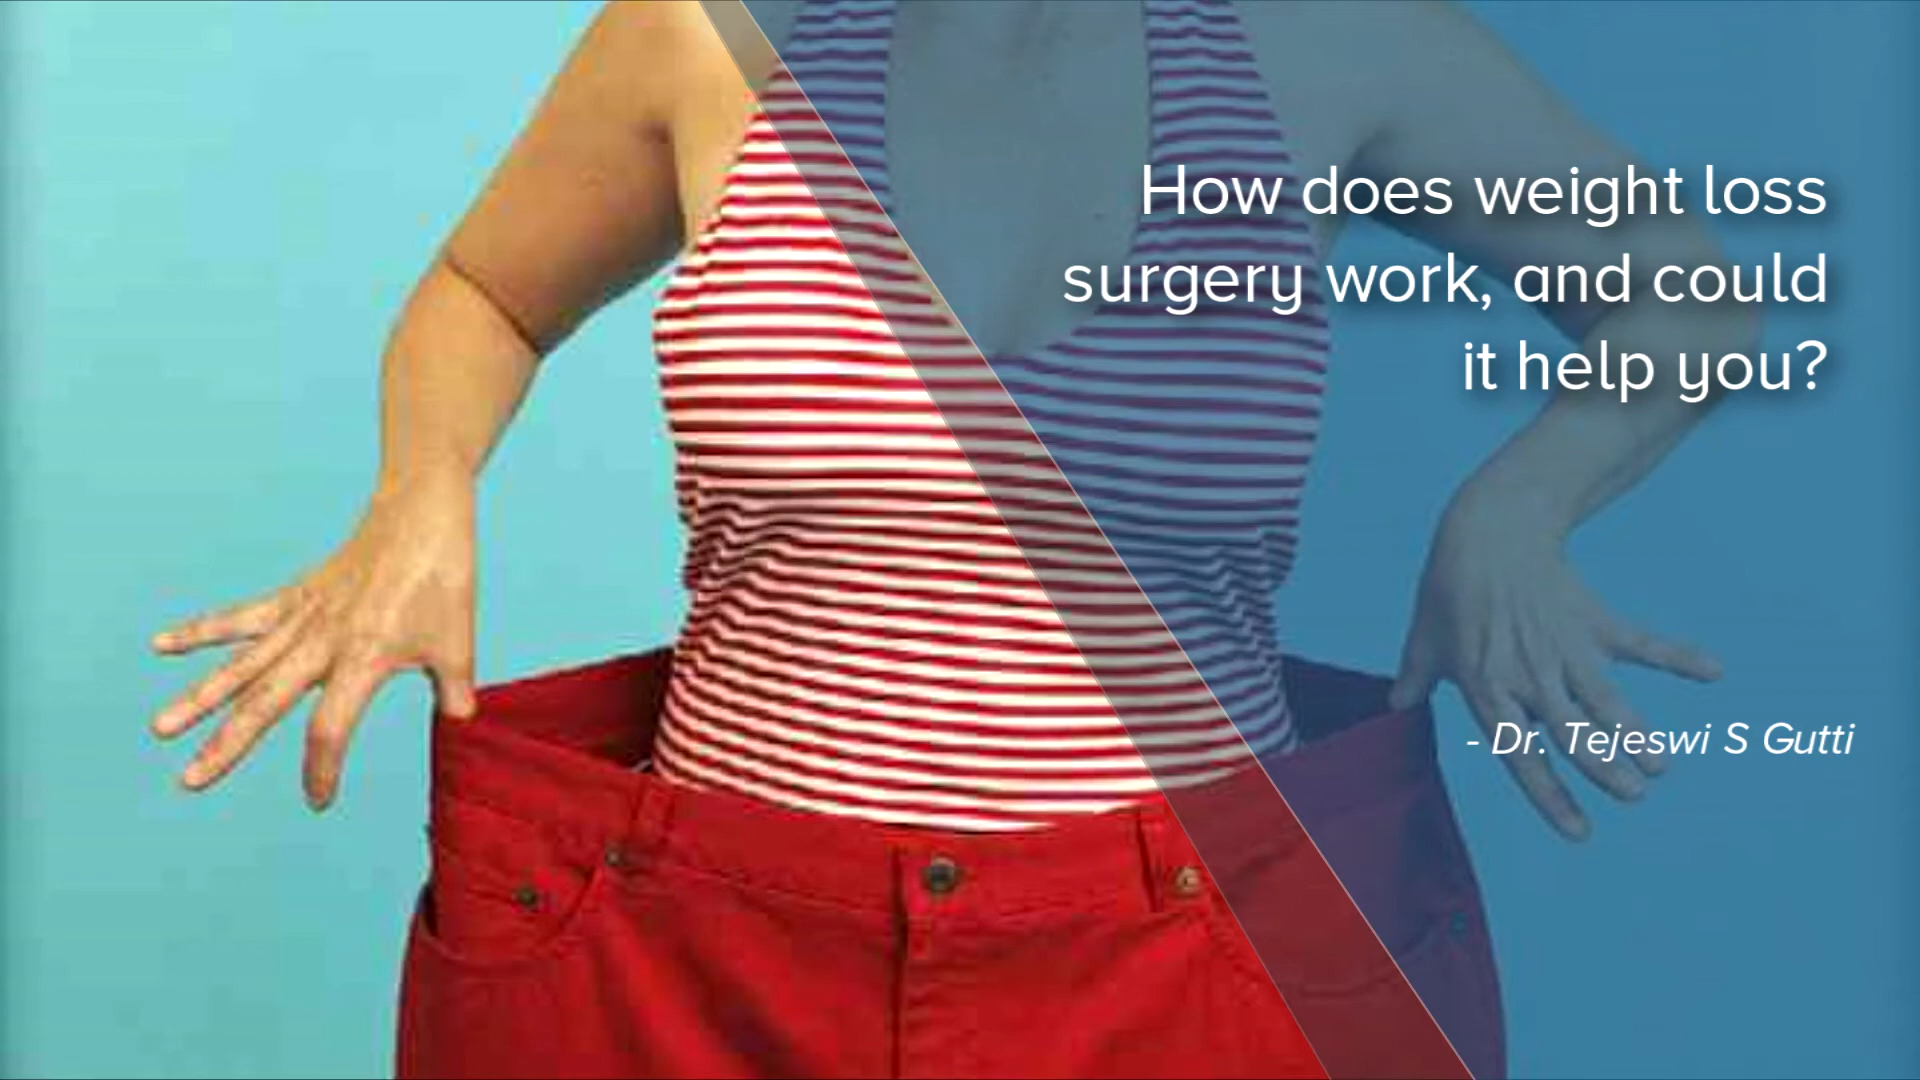 How does weight loss
surgery work, and could
it help you?
- Dr. Tejeswi S Gutti